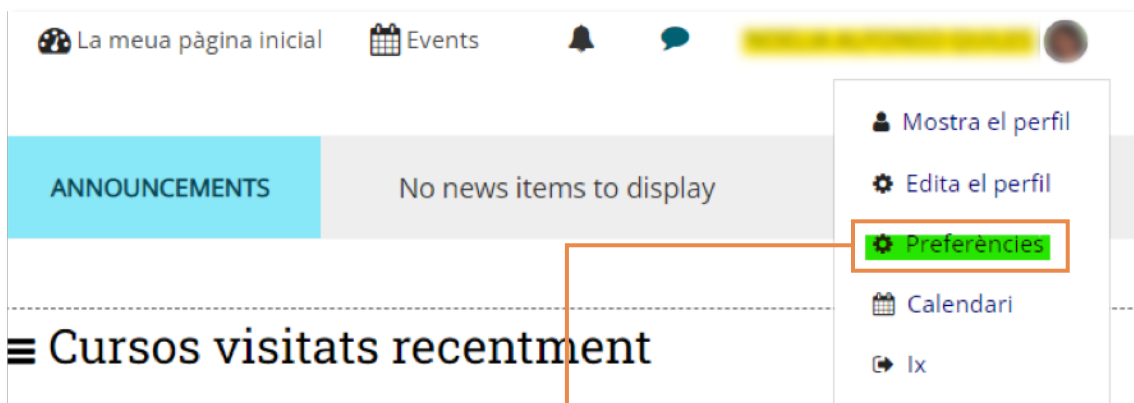 La meua pàgina inicial Events
Mostra el perfil
ANNOUNCEMENTS No news items to display
Edita el perfil
Preferències
Calendari
Cursos visitats recentment
Ix